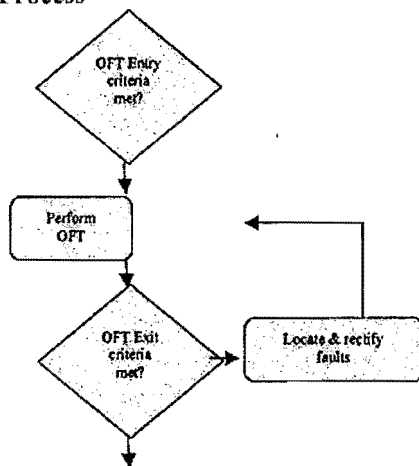 Process
OFT Entry
criteria
met?
Perform
OFT
OFT Exit
criteria
met?
Locate & rectify
faults